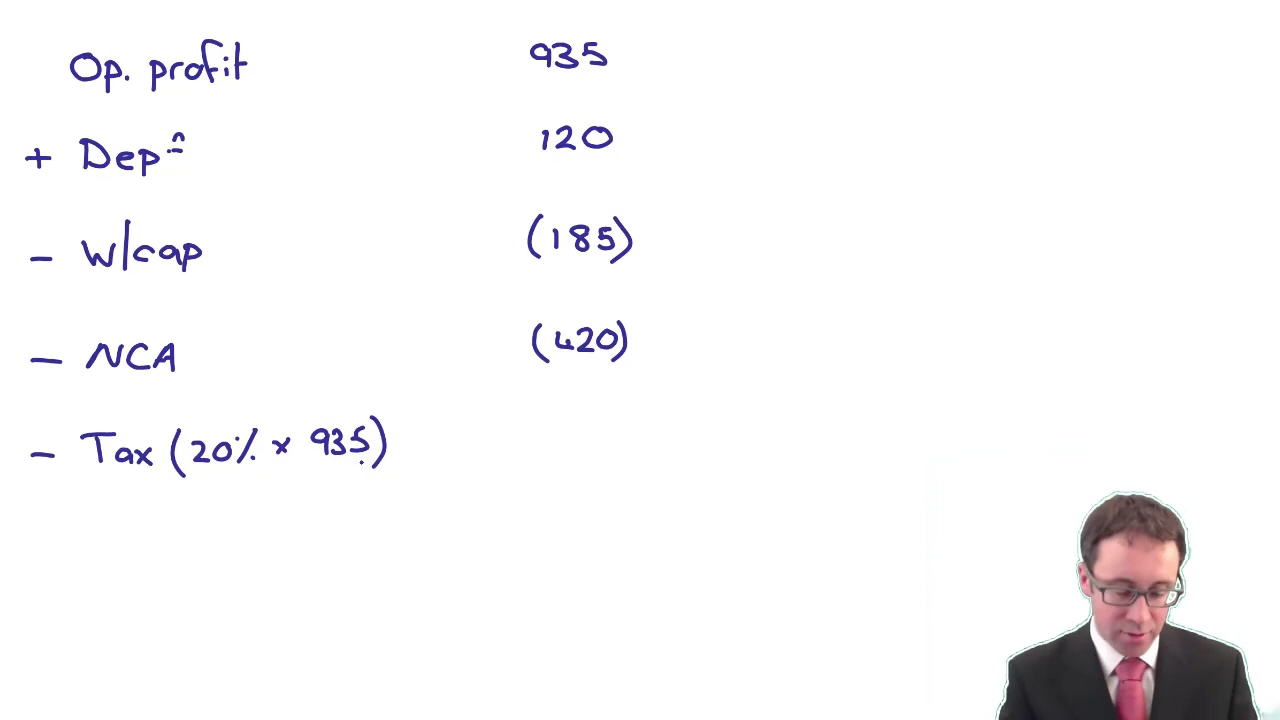 Op. profit 935
+ Depn 120
- W/cap (185)
- NCA (420)
- Tax (20% x 935)